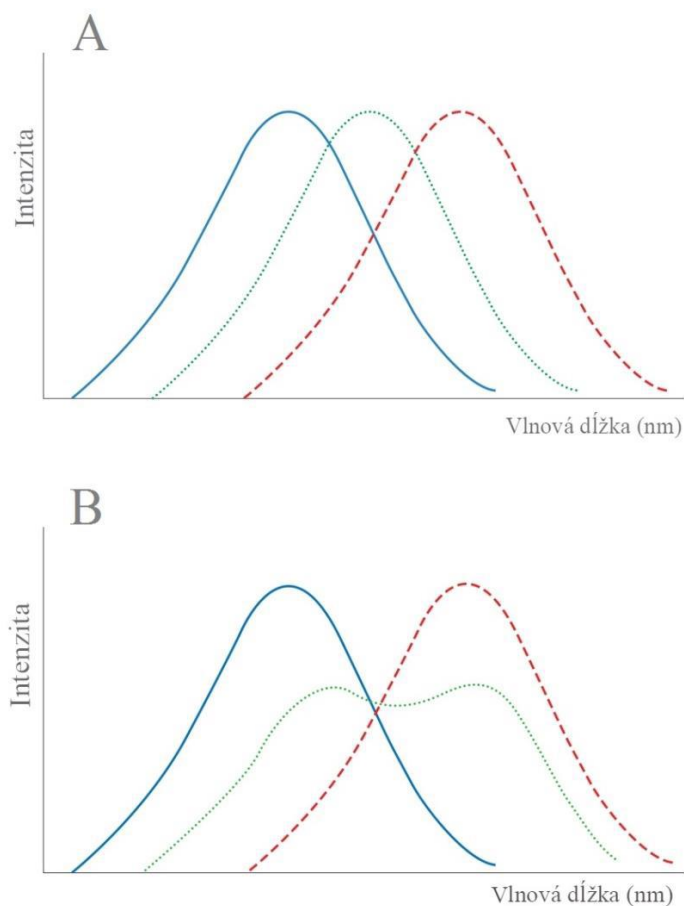 A
Intenzita
Vlnová dĺžka (nm)
B
Intenzita
Vlnová dĺžka (nm)